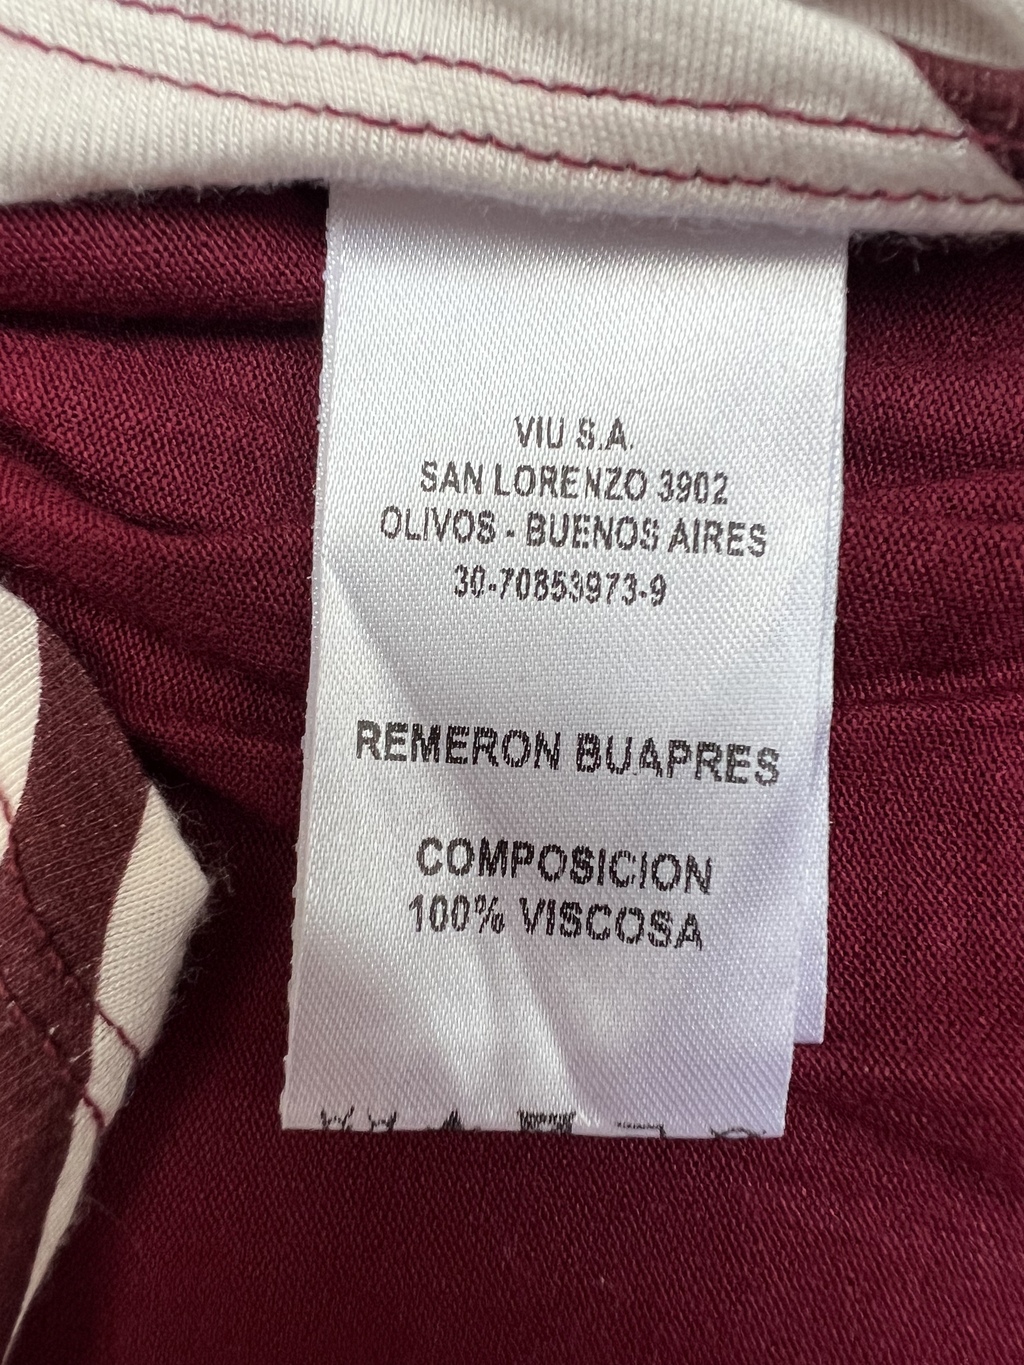 VIU S.A.
SAN LORENZO 3902
OLIVOS - BUENOS AIRES
30-70853973-9
REMERON BUAPRES
COMPOSICION
100% VISCOSA